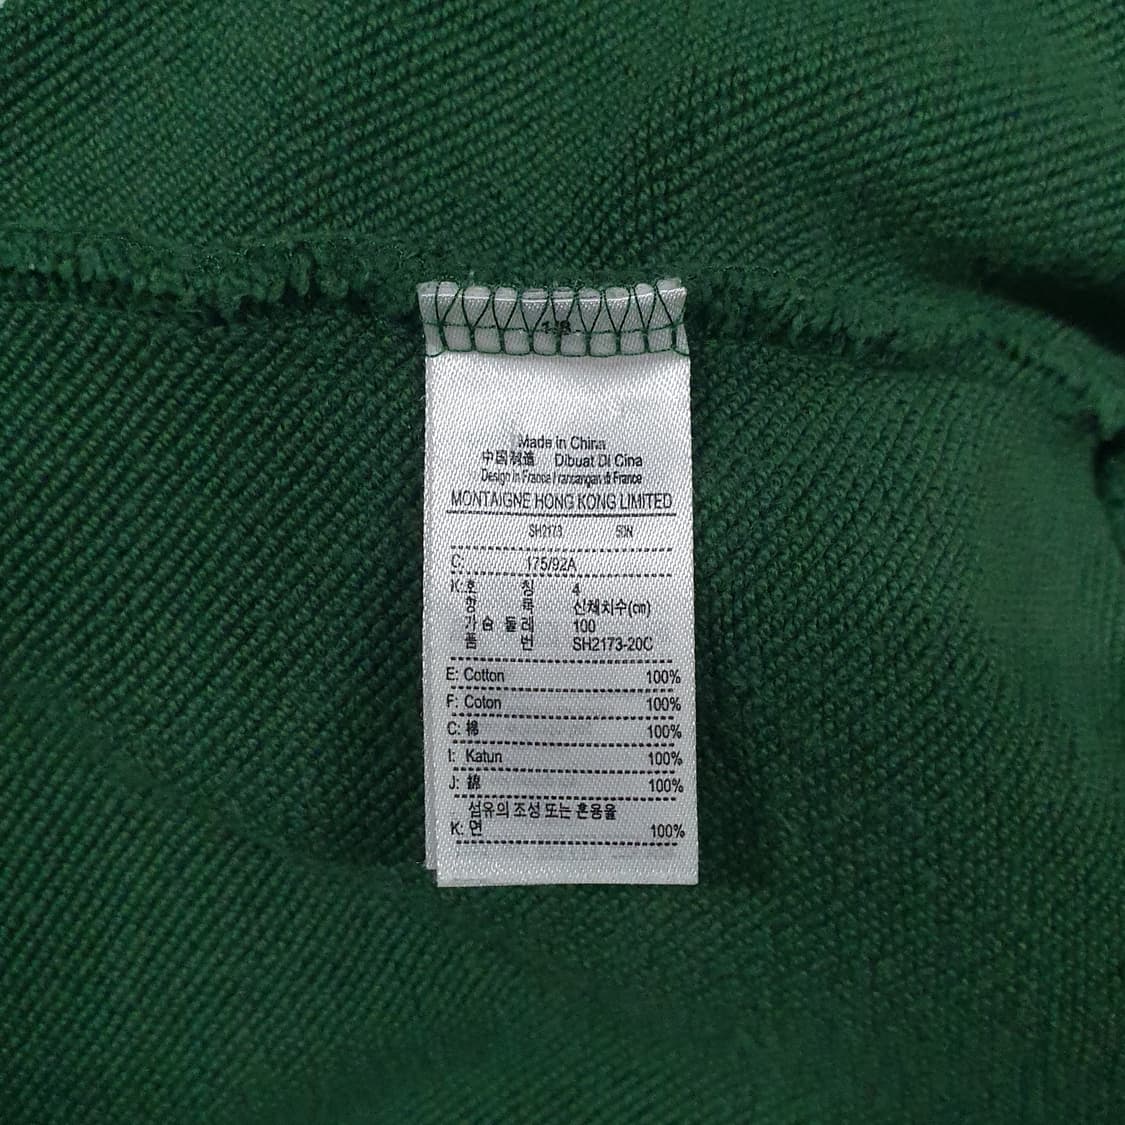 Made in China
中国制造 Dibuat Di Cina
Design in France / rancangan di France
MONTAIGNE HONG KONG LIMITED
SH2173 50N
C: 175/92A
K:호 칭 4
항 목 신체치수(cm)
가슴 둘레 100
품 번 SH2173-20C
E: Cotton 100%
F: Coton 100%
C: 棉 100%
I: Katun 100%
J: 綿 100%
섬유의 조성 또는 혼용율
K: 면 100%